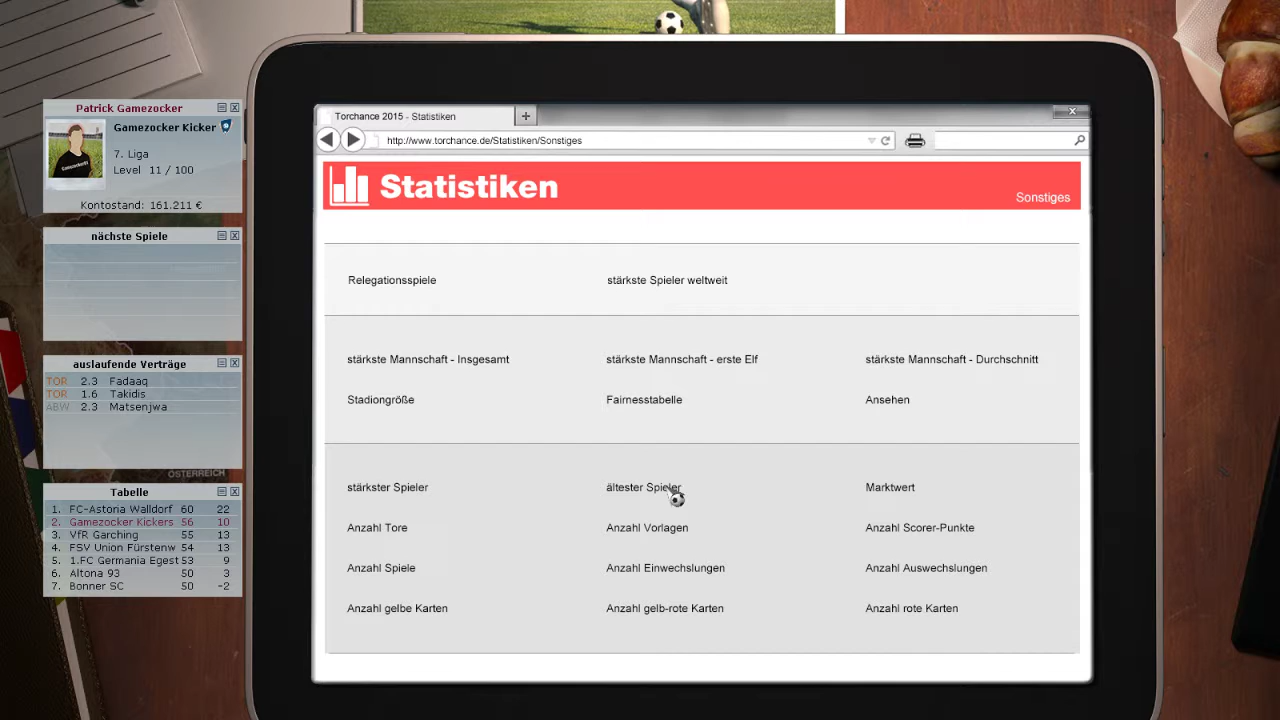 Patrick Gamezocker
Gamezocker Kicker
7. Liga
Level 11 / 100
Kontostand: 161.211 €
nächste Spiele
auslaufende Verträge
TOR 2.3 Fadaaq
TOR 1.6 Takidis
ABW 2.3 Matsenjwa
ÖSTERREICH
Tabelle
1. FC-Astona Walldorf 60 22
2. Gamezocker Kickers 56 10
3. VfR Garching 55 13
4. FSV Union Fürstenw 54 13
5. 1.FC Germania Egest 53 9
6. Altona 93 50 3
7. Bonner SC 50 -2
Torchance 2015 - Statistiken
http://www.torchance.de/Statistiken/Sonstiges
Statistiken
Sonstiges
Relegationsspiele stärkste Spieler weltweit
stärkste Mannschaft - Insgesamt stärkste Mannschaft - erste Elf stärkste Mannschaft - Durchschnitt
Stadiongröße Fairnesstabelle Ansehen
stärkster Spieler ältester Spieler Marktwert
Anzahl Tore Anzahl Vorlagen Anzahl Scorer-Punkte
Anzahl Spiele Anzahl Einwechslungen Anzahl Auswechslungen
Anzahl gelbe Karten Anzahl gelb-rote Karten Anzahl rote Karten